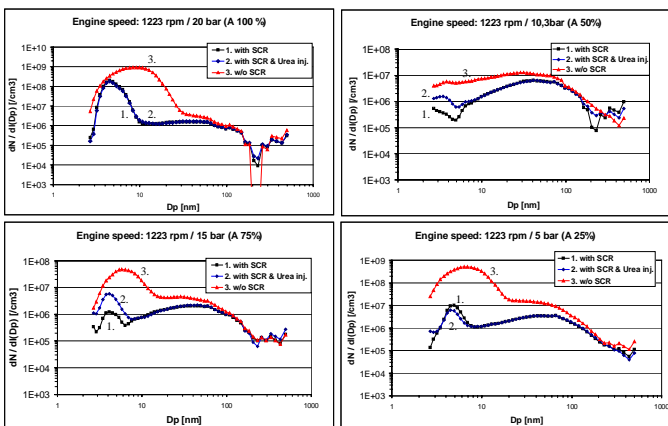 Engine speed: 1223 rpm / 20 bar (A 100 %)
dN / dl(Dp) [/cm3]
1E+10
1E+09
1E+08
1E+07
1E+06
1E+05
1E+04
1E+03
1 10 100 1000
Dp [nm]
1. with SCR
2. with SCR & Urea inj.
3. w/o SCR
3.
1.
2.
Engine speed: 1223 rpm / 10,3bar (A 50%)
dN / dl(Dp) [/cm3]
1E+08
1E+07
1E+06
1E+05
1E+04
1E+03
1 10 100 1000
Dp [nm]
1. with SCR
2. with SCR & Urea inj.
3. w/o SCR
3.
2.
1.
Engine speed: 1223 rpm / 15 bar (A 75%)
dN / dl(Dp) [/cm3]
1E+08
1E+07
1E+06
1E+05
1E+04
1E+03
1 10 100 1000
Dp [nm]
1. with SCR
2. with SCR & Urea inj.
3. w/o SCR
3.
2.
1.
Engine speed: 1223 rpm / 5 bar (A 25%)
dN / dl(Dp) [/cm3]
1E+09
1E+08
1E+07
1E+06
1E+05
1E+04
1E+03
1 10 100 1000
Dp [nm]
1. with SCR
2. with SCR & Urea inj.
3. w/o SCR
3.
1.
2.